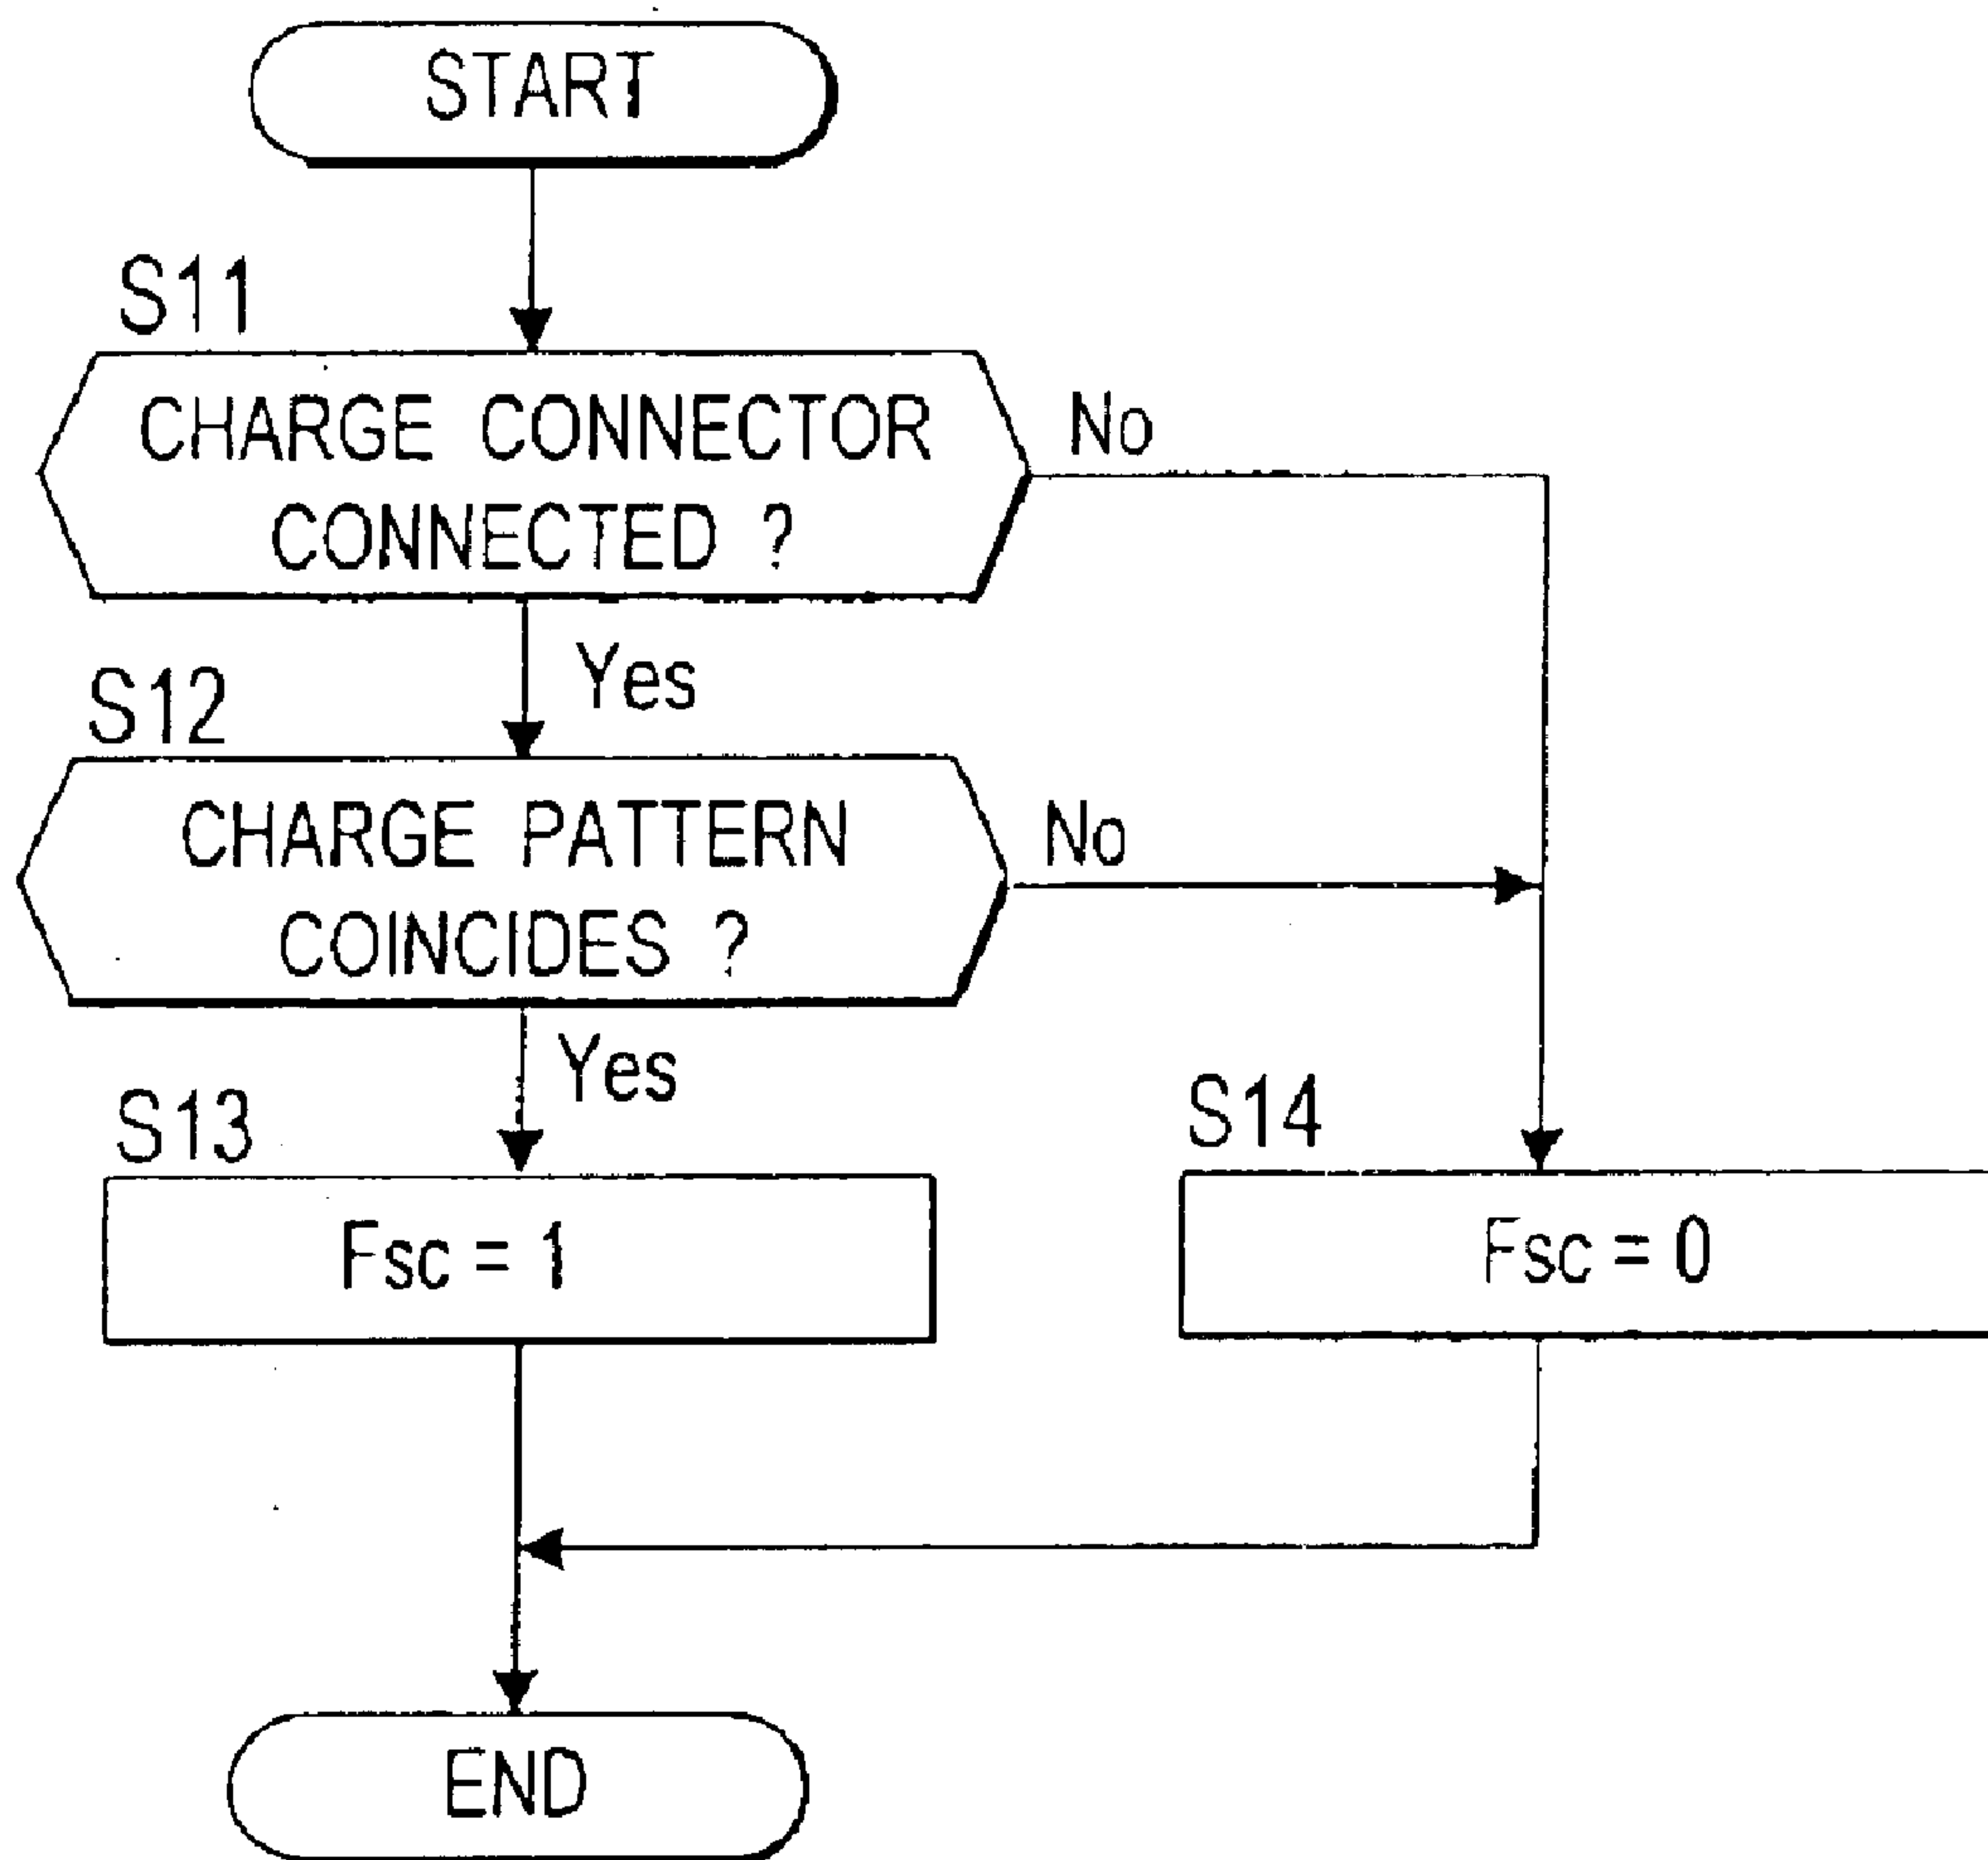 START
S11
CHARGE CONNECTOR
CONNECTED ?
No
Yes
S12
CHARGE PATTERN
COINCIDES ?
No
Yes
S13
Fsc = 1
S14
Fsc = 0
END